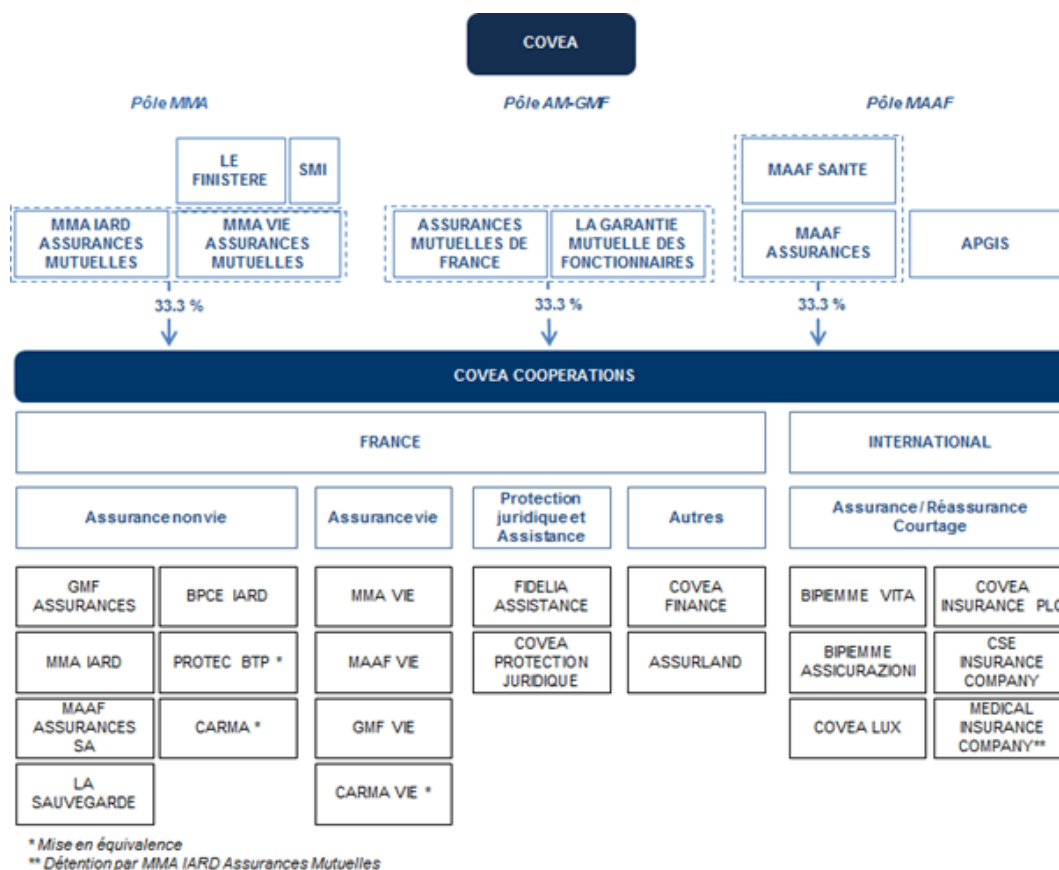 COVEA
Pôle MMA
Pôle AM-GMF
Pôle MAAF
LE
FINISTERE
SMI
MAAF SANTE
MMA IARD
ASSURANCES
MUTUELLES
MMA VIE
ASSURANCES
MUTUELLES
ASSURANCES
MUTUELLES DE
FRANCE
LA GARANTIE
MUTUELLE DES
FONCTIONNAIRES
MAAF
ASSURANCES
APGIS
33.3 %
33.3 %
33.3 %
COVEA COOPERATIONS
FRANCE
INTERNATIONAL
Assurance non vie
Assurance vie
Protection
juridique et
Assistance
Autres
Assurance / Réassurance
Courtage
GMF
ASSURANCES
BPCE IARD
MMA VIE
FIDELIA
ASSISTANCE
COVEA
FINANCE
BIPIEMME VITA
COVEA
INSURANCE PLC
MMA IARD
PROTEC BTP *
MAAF VIE
COVEA
PROTECTION
JURIDIQUE
ASSURLAND
BIPIEMME
ASSICURAZIONI
CSE
INSURANCE
COMPANY
MAAF
ASSURANCES
SA
CARMA *
GMF VIE
COVEA LUX
MEDICAL
INSURANCE
COMPANY**
LA
SAUVEGARDE
CARMA VIE *
* Mise en équivalence
** Détention par MMA IARD Assurances Mutuelles